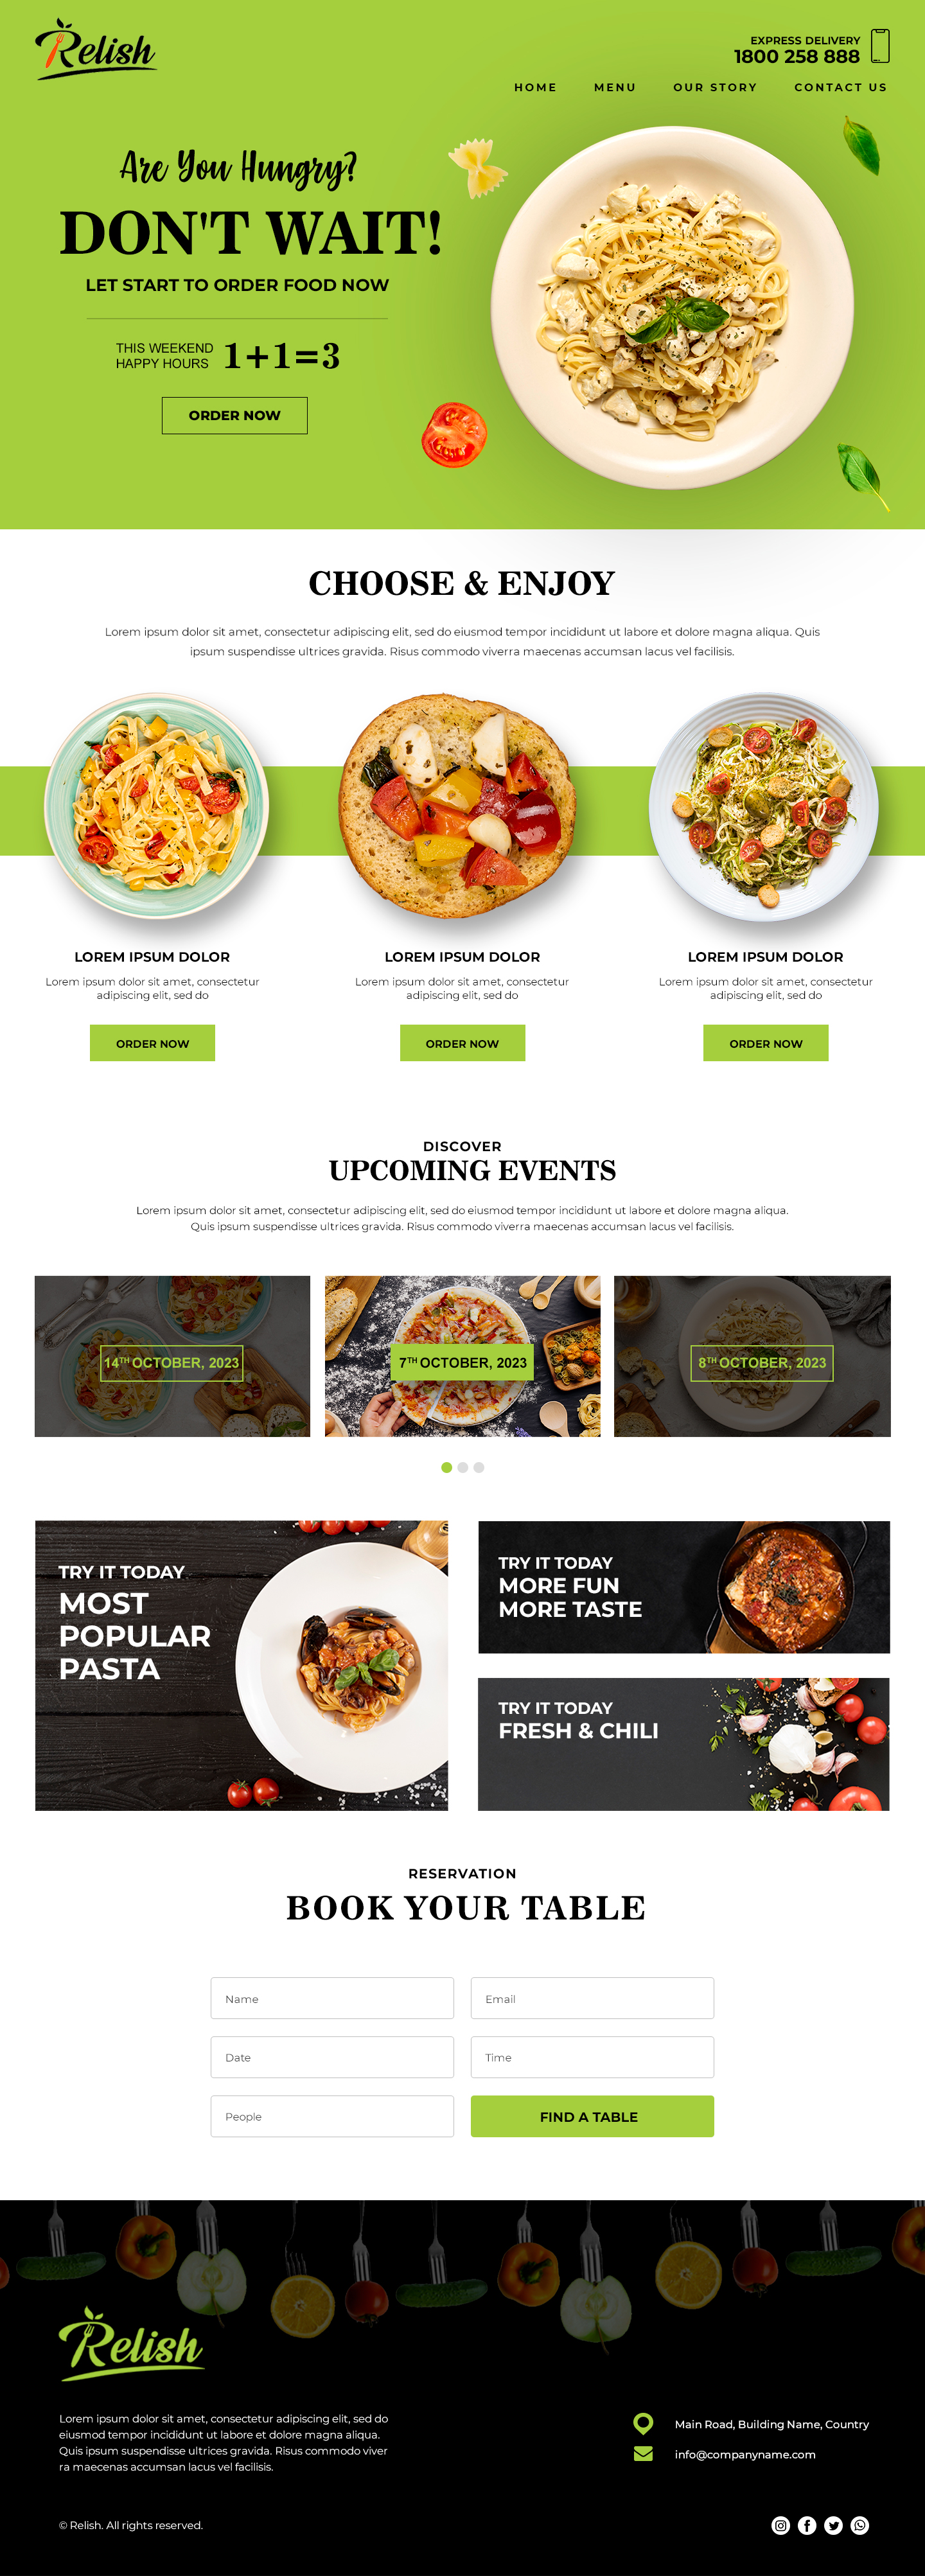 Relish
EXPRESS DELIVERY
1800 258 888
HOME MENU OUR STORY CONTACT US
Are You Hungry?
DON'T WAIT!
LET START TO ORDER FOOD NOW
THIS WEEKEND
HAPPY HOURS
1+1=3
ORDER NOW
CHOOSE & ENJOY
Lorem ipsum dolor sit amet, consectetur adipiscing elit, sed do eiusmod tempor incididunt ut labore et dolore magna aliqua. Quis
ipsum suspendisse ultrices gravida. Risus commodo viverra maecenas accumsan lacus vel facilisis.
LOREM IPSUM DOLOR
Lorem ipsum dolor sit amet, consectetur
adipiscing elit, sed do
ORDER NOW
LOREM IPSUM DOLOR
Lorem ipsum dolor sit amet, consectetur
adipiscing elit, sed do
ORDER NOW
LOREM IPSUM DOLOR
Lorem ipsum dolor sit amet, consectetur
adipiscing elit, sed do
ORDER NOW
DISCOVER
UPCOMING EVENTS
Lorem ipsum dolor sit amet, consectetur adipiscing elit, sed do eiusmod tempor incididunt ut labore et dolore magna aliqua.
Quis ipsum suspendisse ultrices gravida. Risus commodo viverra maecenas accumsan lacus vel facilisis.
14TH OCTOBER, 2023
7TH OCTOBER, 2023
8TH OCTOBER, 2023
TRY IT TODAY
MOST
POPULAR
PASTA
TRY IT TODAY
MORE FUN
MORE TASTE
TRY IT TODAY
FRESH & CHILI
RESERVATION
BOOK YOUR TABLE
Name
Email
Date
Time
People
FIND A TABLE
Relish
Lorem ipsum dolor sit amet, consectetur adipiscing elit, sed do
eiusmod tempor incididunt ut labore et dolore magna aliqua.
Quis ipsum suspendisse ultrices gravida. Risus commodo viver
ra maecenas accumsan lacus vel facilisis.
Main Road, Building Name, Country
info@companyname.com
© Relish. All rights reserved.